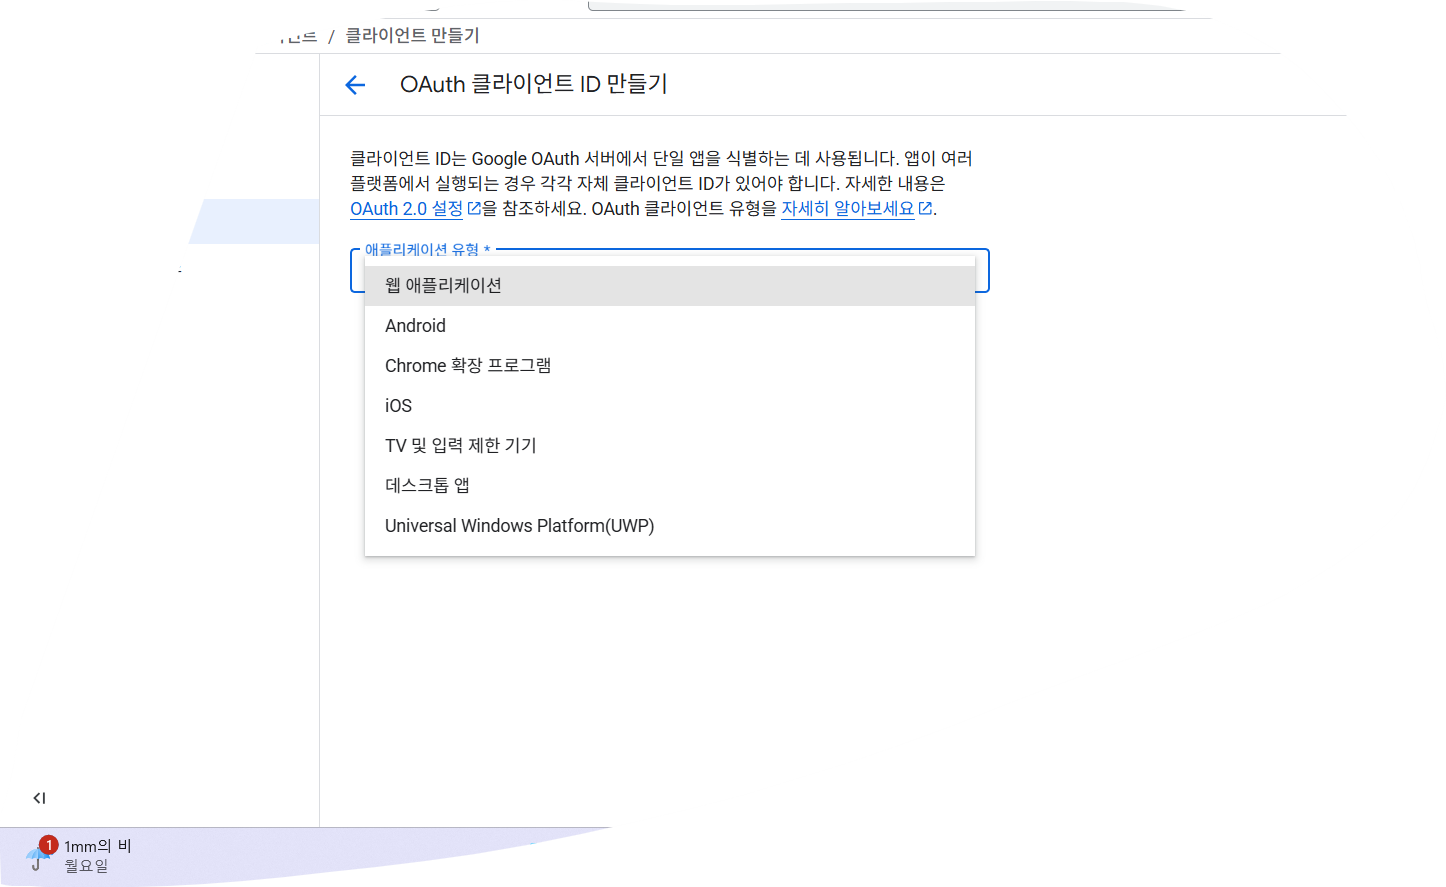 / 클라이언트 만들기
OAuth 클라이언트 ID 만들기
클라이언트 ID는 Google OAuth 서버에서 단일 앱을 식별하는 데 사용됩니다. 앱이 여러
플랫폼에서 실행되는 경우 각각 자체 클라이언트 ID가 있어야 합니다. 자세한 내용은
OAuth 2.0 설정을 참조하세요. OAuth 클라이언트 유형을 자세히 알아보세요.
애플리케이션 유형 *
웹 애플리케이션
Android
Chrome 확장 프로그램
iOS
TV 및 입력 제한 기기
데스크톱 앱
Universal Windows Platform(UWP)
1
1mm의 비
월요일